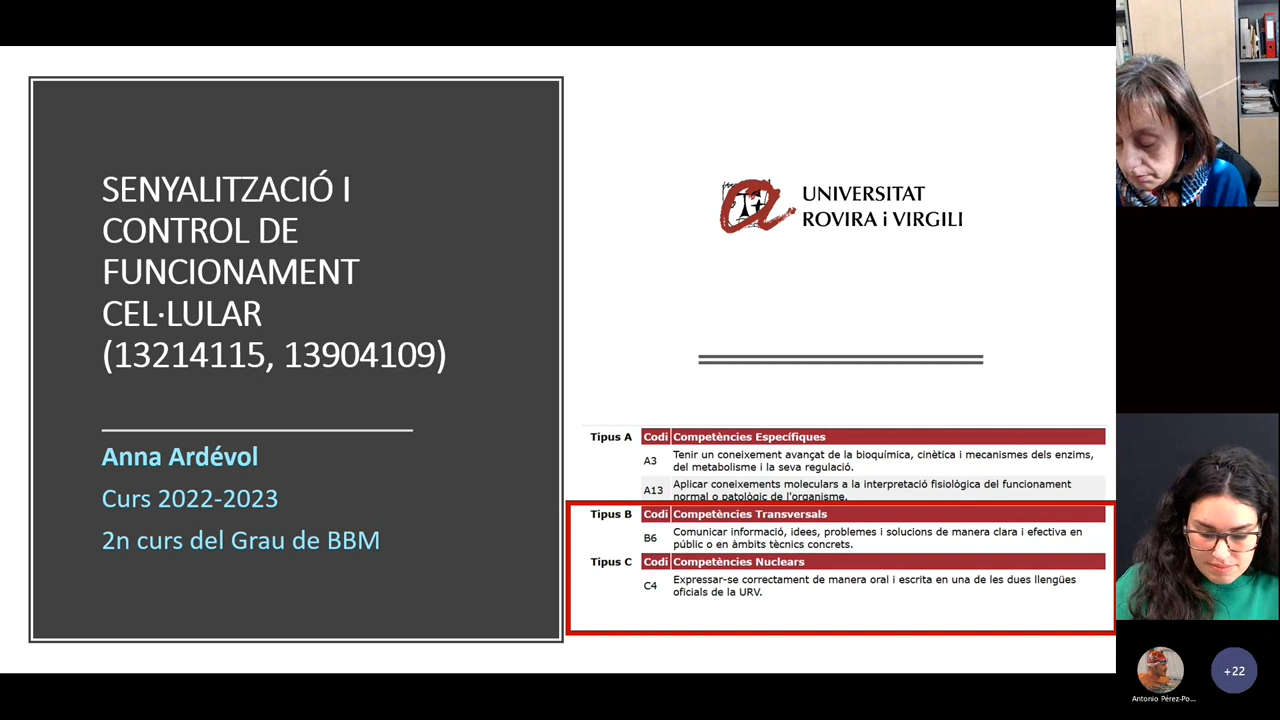 SENYALITZACIÓ I
CONTROL DE
FUNCIONAMENT
CEL·LULAR
(13214115, 13904109)
Anna Ardévol
Curs 2022-2023
2n curs del Grau de BBM
UNIVERSITAT
ROVIRA i VIRGILI
Tipus A Codi Competències Específiques
A3 Tenir un coneixement avançat de la bioquímica, cinètica i mecanismes dels enzims,
del metabolisme i la seva regulació.
A13 Aplicar coneixements moleculars a la interpretació fisiològica del funcionament
normal o patològic de l'organisme.
Tipus B Codi Competències Transversals
B6 Comunicar informació, idees, problemes i solucions de manera clara i efectiva en
públic o en àmbits tècnics concrets.
Tipus C Codi Competències Nuclears
C4 Expressar-se correctament de manera oral i escrita en una de les dues llengües
oficials de la URV.
Antonio Pérez-Po...
+22